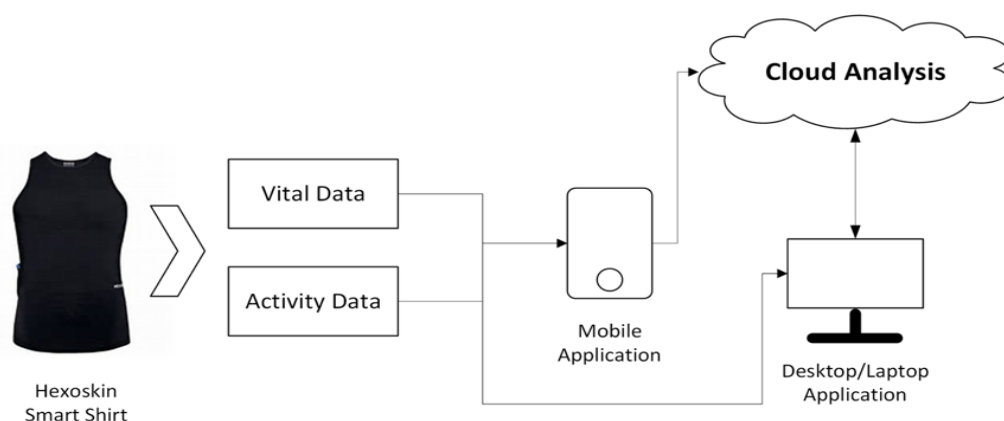 Cloud Analysis
Vital Data
Activity Data
Mobile
Application
Desktop/Laptop
Application
Hexoskin
Smart Shirt